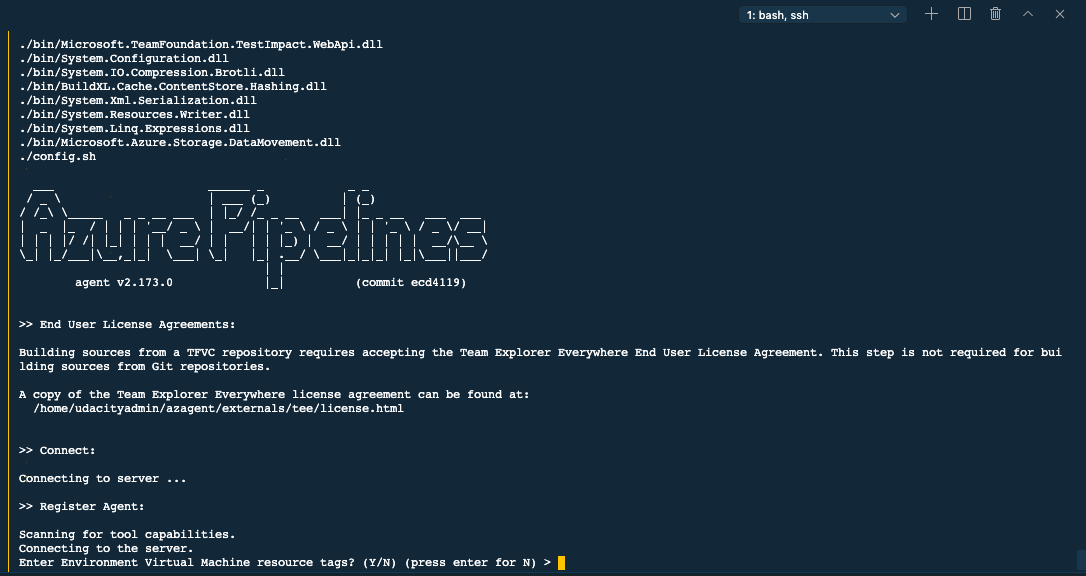 1: bash, ssh
./bin/Microsoft.TeamFoundation.TestImpact.WebApi.dll
./bin/System.Configuration.dll
./bin/System.IO.Compression.Brotli.dll
./bin/BuildXL.Cache.ContentStore.Hashing.dll
./bin/System.Xml.Serialization.dll
./bin/System.Resources.Writer.dll
./bin/System.Linq.Expressions.dll
./bin/Microsoft.Azure.Storage.DataMovement.dll
./config.sh
Azure Pipelines
agent v2.173.0 (commit ecd4119)
>> End User License Agreements:
Building sources from a TFVC repository requires accepting the Team Explorer Everywhere End User License Agreement. This step is not required for bui
lding sources from Git repositories.
A copy of the Team Explorer Everywhere license agreement can be found at:
/home/udacityadmin/azagent/externals/tee/license.html
>> Connect:
Connecting to server ...
>> Register Agent:
Scanning for tool capabilities.
Connecting to the server.
Enter Environment Virtual Machine resource tags? (Y/N) (press enter for N) >